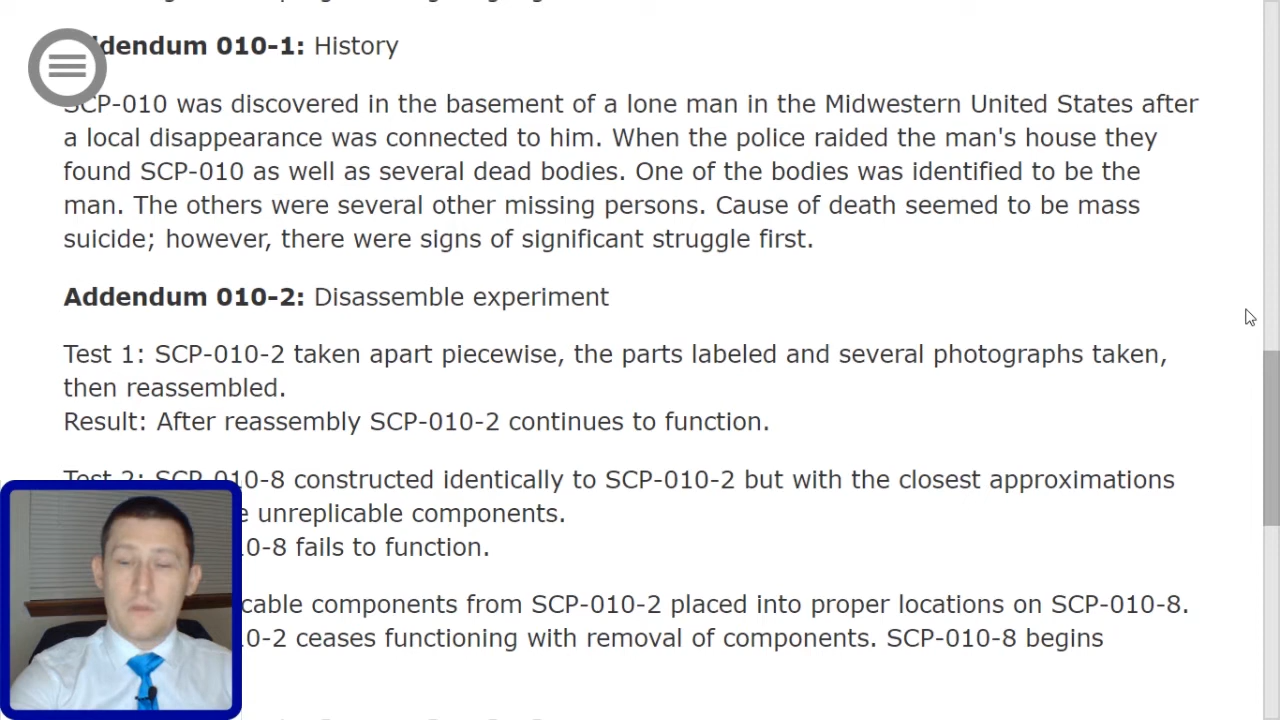 ddendum 010-1: History
SCP-010 was discovered in the basement of a lone man in the Midwestern United States after
a local disappearance was connected to him. When the police raided the man's house they
found SCP-010 as well as several dead bodies. One of the bodies was identified to be the
man. The others were several other missing persons. Cause of death seemed to be mass
suicide; however, there were signs of significant struggle first.
Addendum 010-2: Disassemble experiment
Test 1: SCP-010-2 taken apart piecewise, the parts labeled and several photographs taken,
then reassembled.
Result: After reassembly SCP-010-2 continues to function.
Test 2: SCP-010-8 constructed identically to SCP-010-2 but with the closest approximations
unreplicable components.
10-8 fails to function.
cable components from SCP-010-2 placed into proper locations on SCP-010-8.
10-2 ceases functioning with removal of components. SCP-010-8 begins